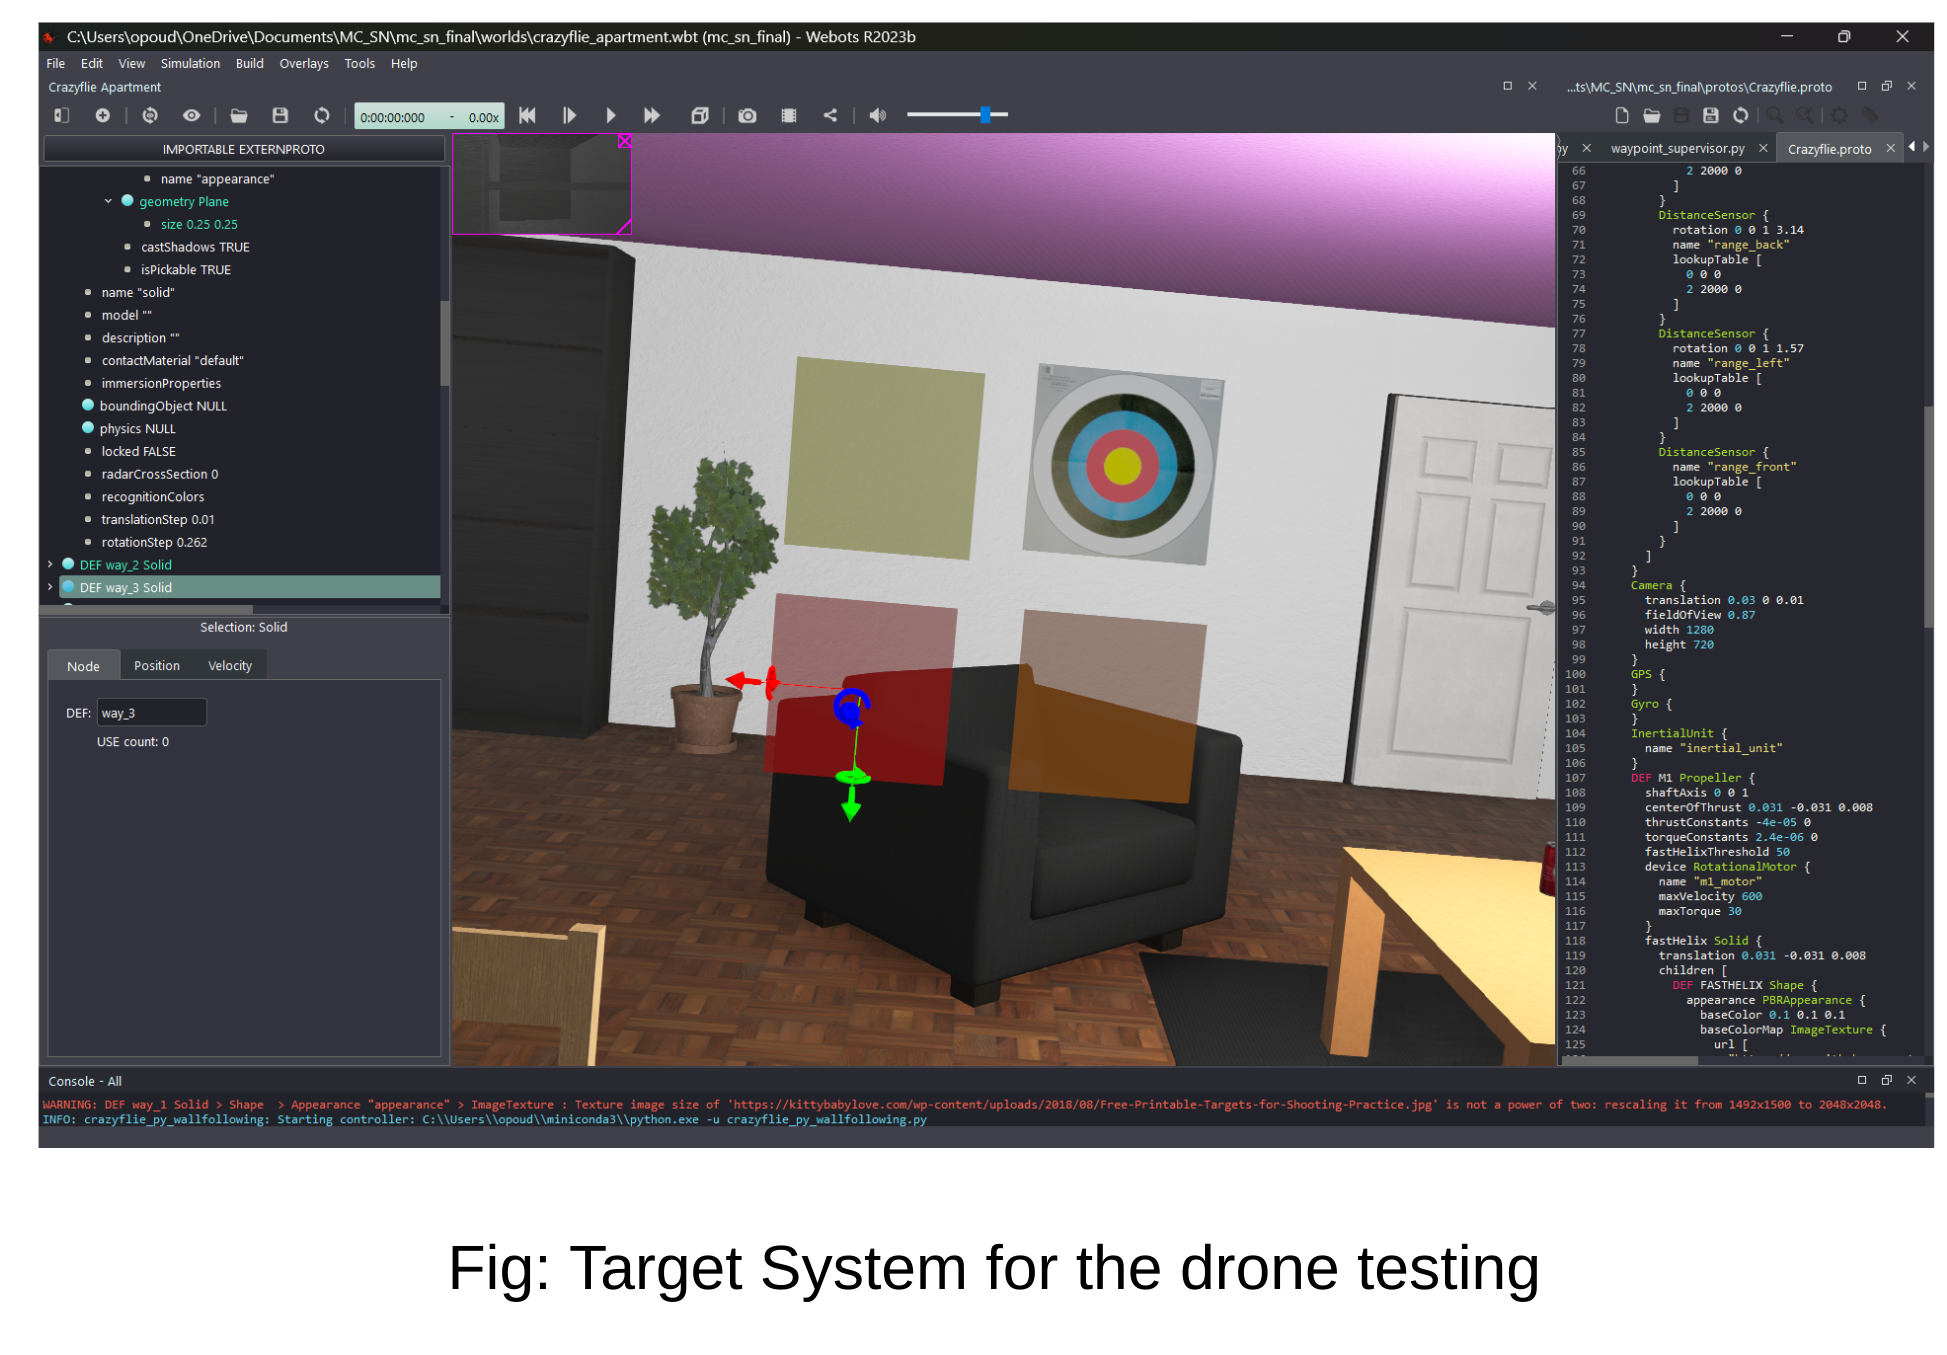 C:\Users\opoud\OneDrive\Documents\MC_SN\mc_sn_final\worlds\crazyflie_apartment.wbt (mc_sn_final) - Webots R2023b
File Edit View Simulation Build Overlays Tools Help
Crazyflie Apartment
0:00:00:000 - 0.00x
IMPORTABLE EXTERNPROTO
name "appearance"
geometry Plane
size 0.25 0.25
castShadows TRUE
isPickable TRUE
name "solid"
model ""
description ""
contactMaterial "default"
immersionProperties
boundingObject NULL
physics NULL
locked FALSE
radarCrossSection 0
recognitionColors
translationStep 0.01
rotationStep 0.262
DEF way_2 Solid
DEF way_3 Solid
Selection: Solid
Node Position Velocity
DEF: way_3
USE count: 0
...ts\MC_SN\mc_sn_final\protos\Crazyflie.proto
waypoint_supervisor.py Crazyflie.proto
66 2 2000 0
67 ]
68 }
69 DistanceSensor {
70 rotation 0 0 1 3.14
71 name "range_back"
72 lookupTable [
73 0 0 0
74 2 2000 0
75 ]
76 }
77 DistanceSensor {
78 rotation 0 0 1 1.57
79 name "range_left"
80 lookupTable [
81 0 0 0
82 2 2000 0
83 ]
84 }
85 DistanceSensor {
86 name "range_front"
87 lookupTable [
88 0 0 0
89 2 2000 0
90 ]
91 }
92 ]
93 }
94 Camera {
95 translation 0.03 0 0.01
96 fieldOfView 0.87
97 width 1280
98 height 720
99 }
100 GPS {
101 }
102 Gyro {
103 }
104 InertialUnit {
105 name "inertial_unit"
106 }
107 DEF M1 Propeller {
108 shaftAxis 0 0 1
109 centerOfThrust 0.031 -0.031 0.008
110 thrustConstants -4e-05 0
111 torqueConstants 2.4e-06 0
112 fastHelixThreshold 50
113 device RotationalMotor {
114 name "m1_motor"
115 maxVelocity 600
116 maxTorque 30
117 }
118 fastHelix Solid {
119 translation 0.031 -0.031 0.008
120 children [
121 DEF FASTHELIX Shape {
122 appearance PBRAppearance {
123 baseColor 0.1 0.1 0.1
124 baseColorMap ImageTexture {
125 url [
Console - All
WARNING: DEF way_1 Solid > Shape > Appearance "appearance" > ImageTexture : Texture image size of 'https://kittybabylove.com/wp-content/uploads/2018/08/Free-Printable-Targets-for-Shooting-Practice.jpg' is not a power of two: rescaling it from 1492x1500 to 2048x2048.
INFO: crazyflie_py_wallfollowing: Starting controller: C:\\Users\\opoud\\miniconda3\\python.exe -u crazyflie_py_wallfollowing.py
Fig: Target System for the drone testing